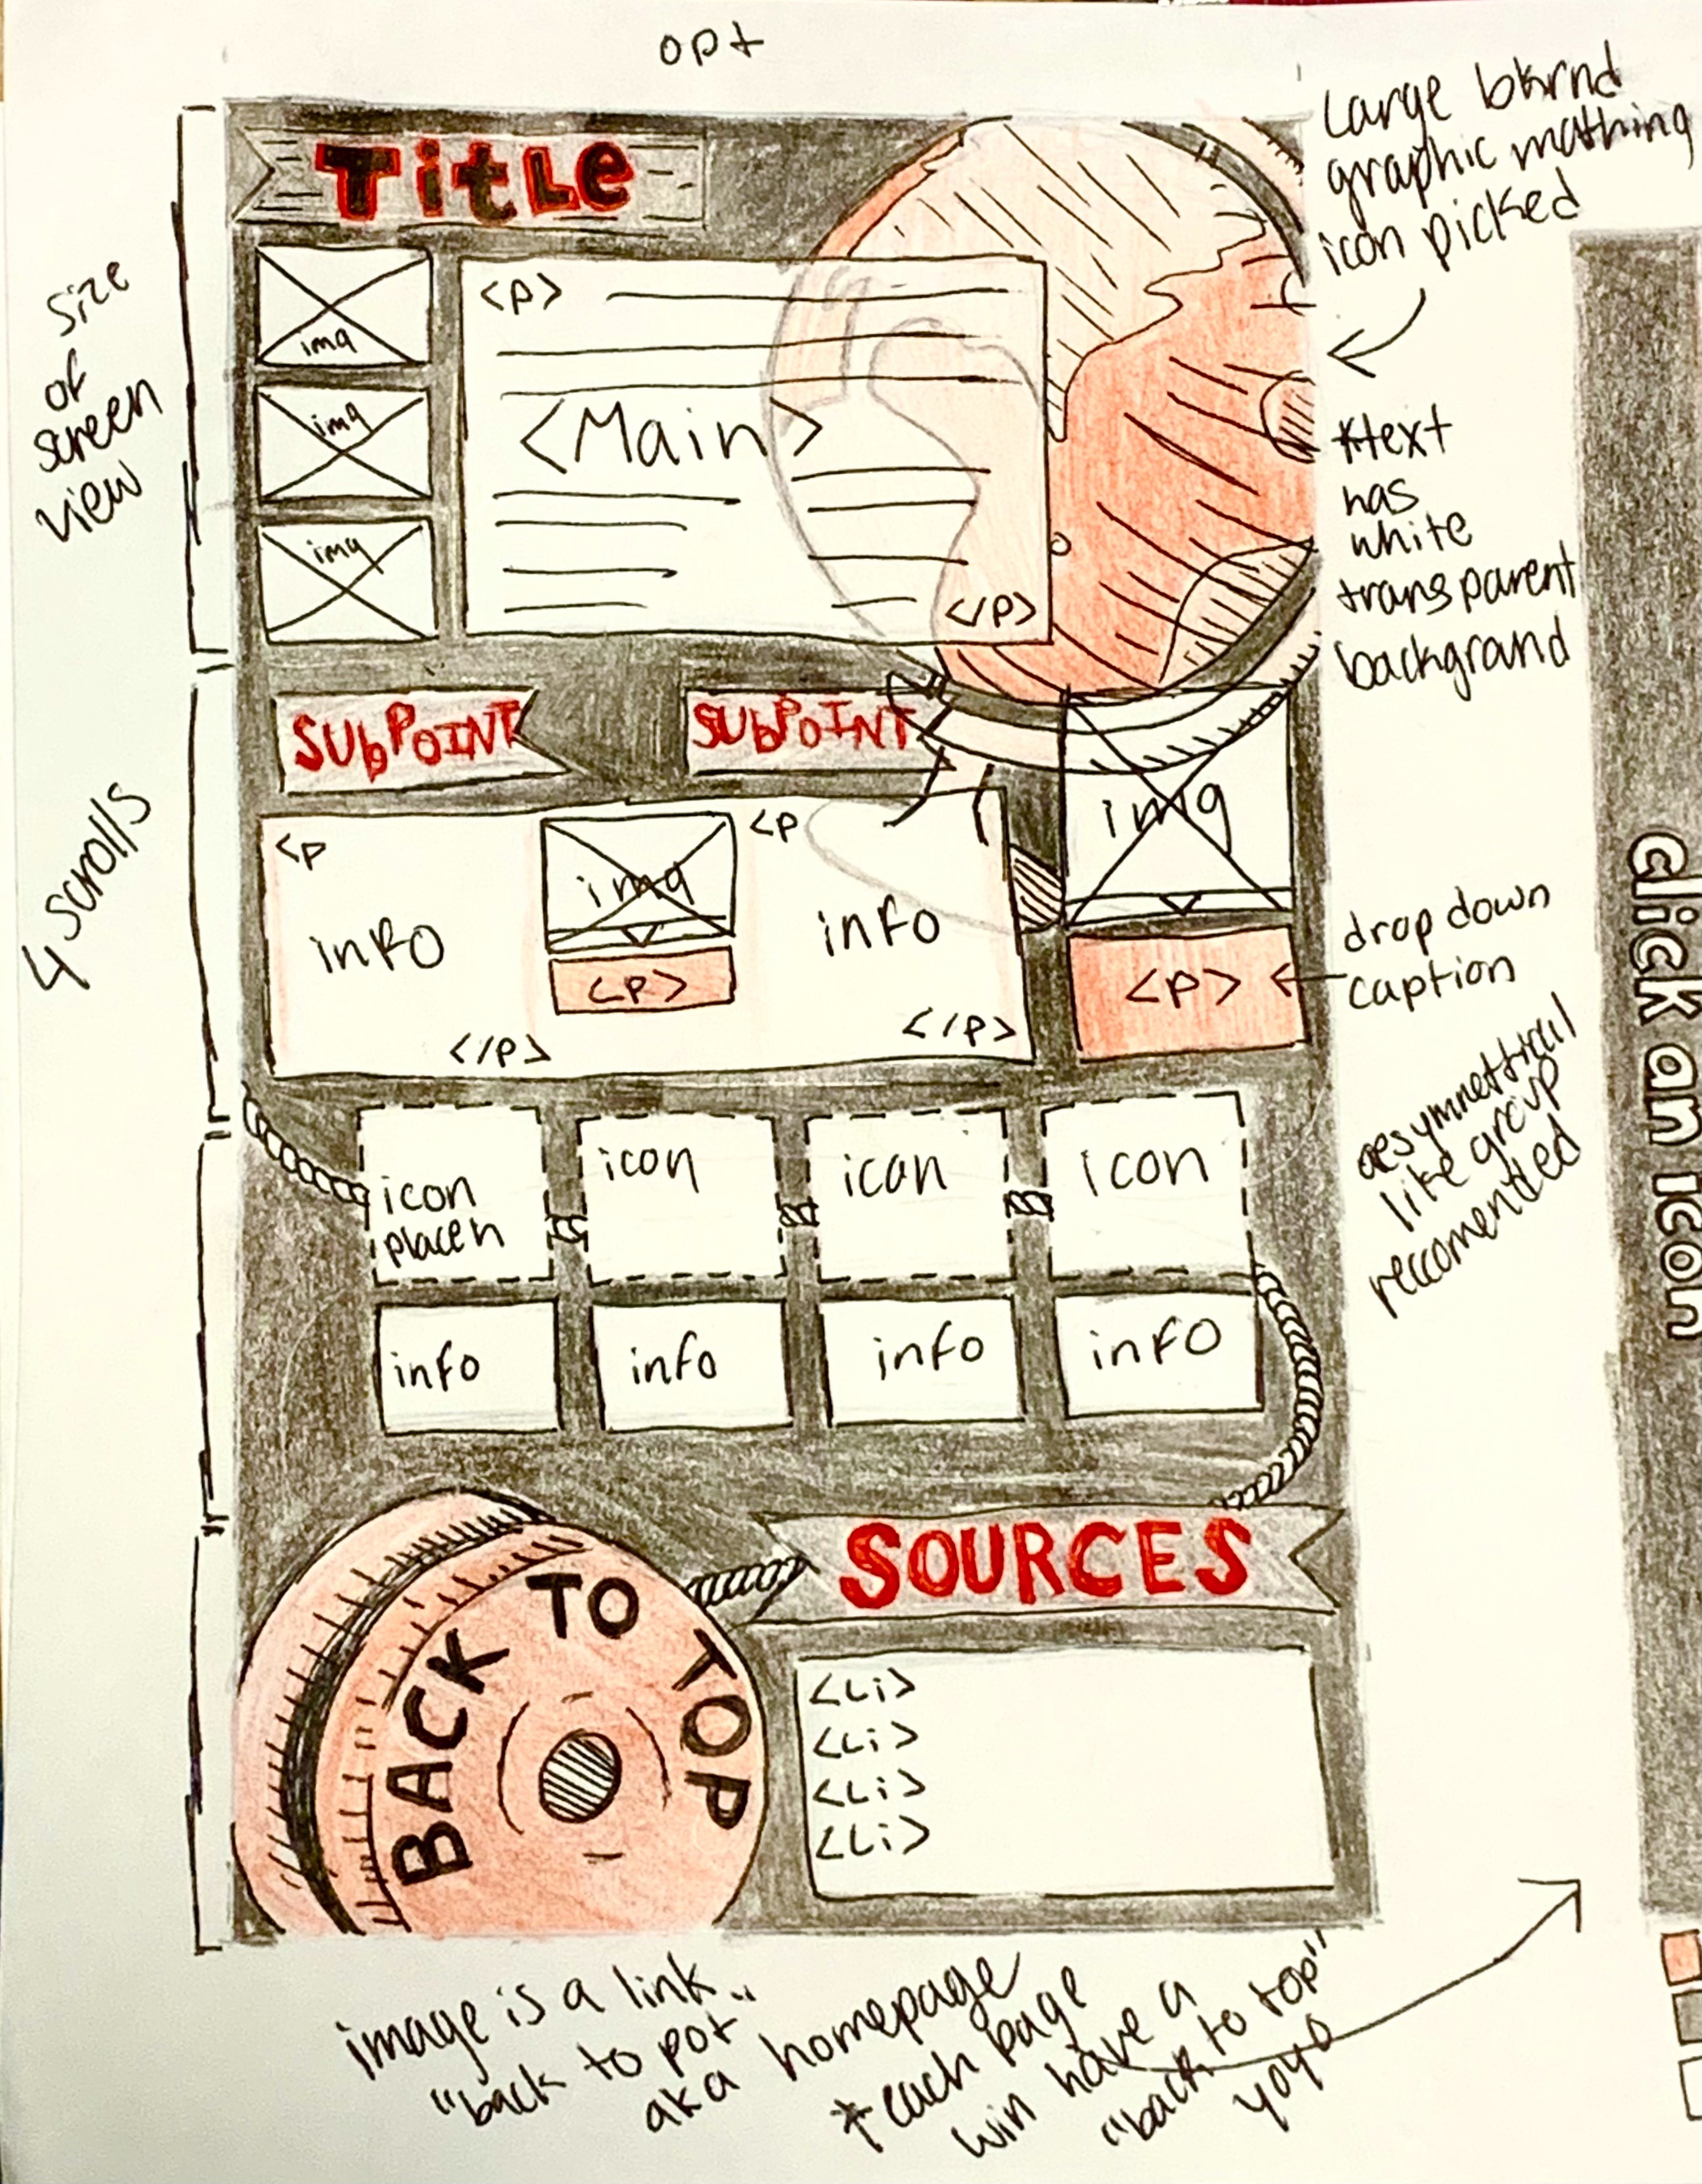 opt
Large bkrnd
graphic mathing
icon picked
Size
of
screen
view
TitLe
img
img
img
<p>
<Main>
</p>
*text
has
white
transparent
backgrand
SUbPOINT
SUbPOINT
4 scrolls
<p
info
</p>
img
<p>
<p
info
</p>
img
<p>
drop down
caption
aesymmettrical
like group
reccomended
icon
placeh
icon
icon
icon
info
info
info
info
BACK TO TOP
SOURCES
<Li>
<Li>
<Li>
<Li>
image is a link
"back to pot"
aka homepage
* each page
will have a
"back to top"
yoyo
click an icon